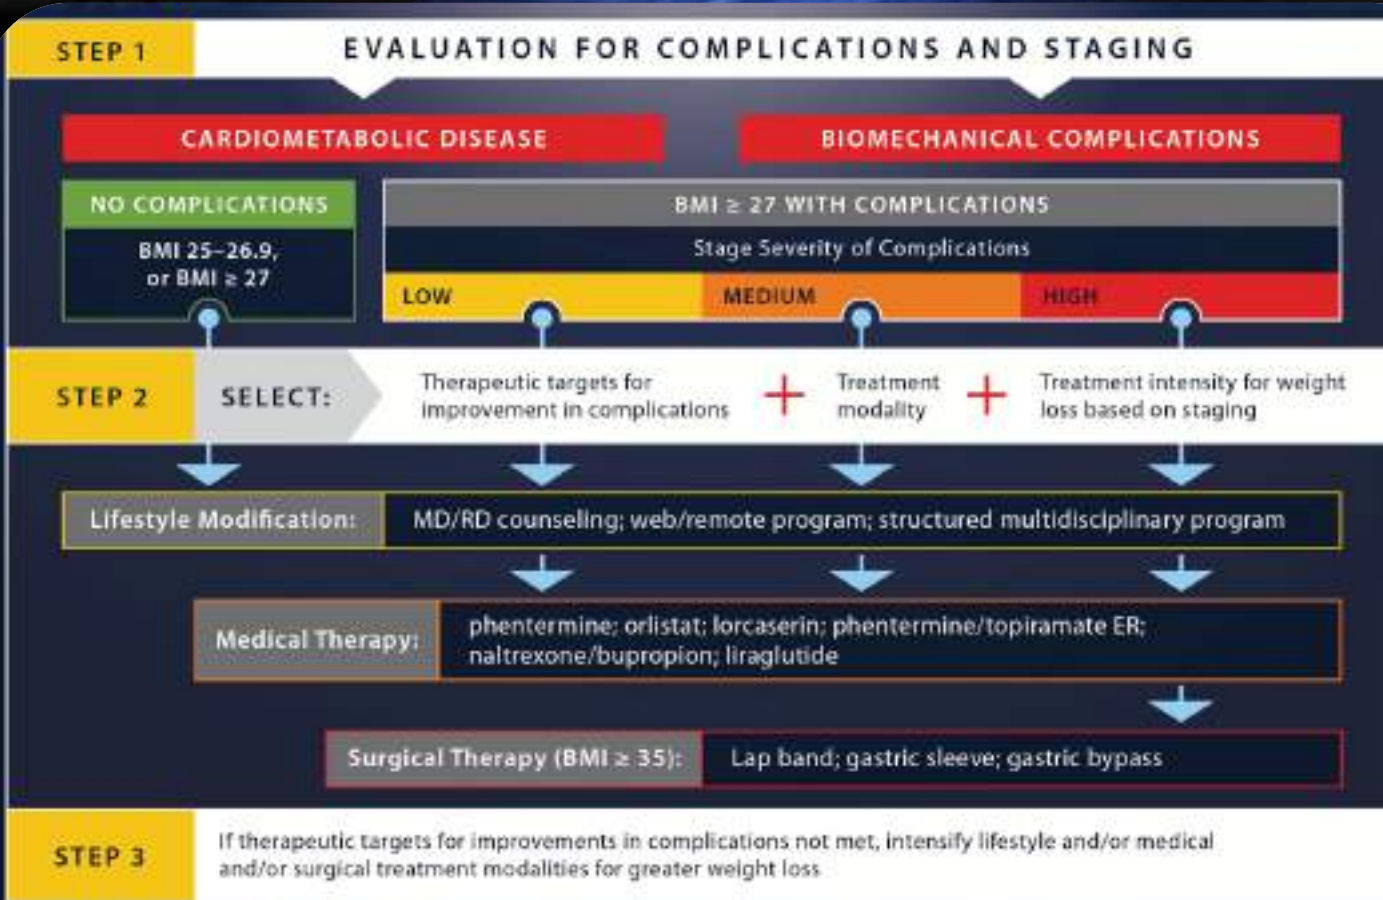 STEP 1
EVALUATION FOR COMPLICATIONS AND STAGING
CARDIOMETABOLIC DISEASE
BIOMECHANICAL COMPLICATIONS
NO COMPLICATIONS
BMI 25–26.9,
or BMI ≥ 27
BMI ≥ 27 WITH COMPLICATIONS
Stage Severity of Complications
LOW
MEDIUM
HIGH
STEP 2
SELECT:
Therapeutic targets for
improvement in complications
+
Treatment
modality
+
Treatment intensity for weight
loss based on staging
Lifestyle Modification:
MD/RD counseling; web/remote program; structured multidisciplinary program
Medical Therapy:
phentermine; orlistat; lorcaserin; phentermine/topiramate ER;
naltrexone/bupropion; liraglutide
Surgical Therapy (BMI ≥ 35):
Lap band; gastric sleeve; gastric bypass
STEP 3
If therapeutic targets for improvements in complications not met, intensify lifestyle and/or medical
and/or surgical treatment modalities for greater weight loss